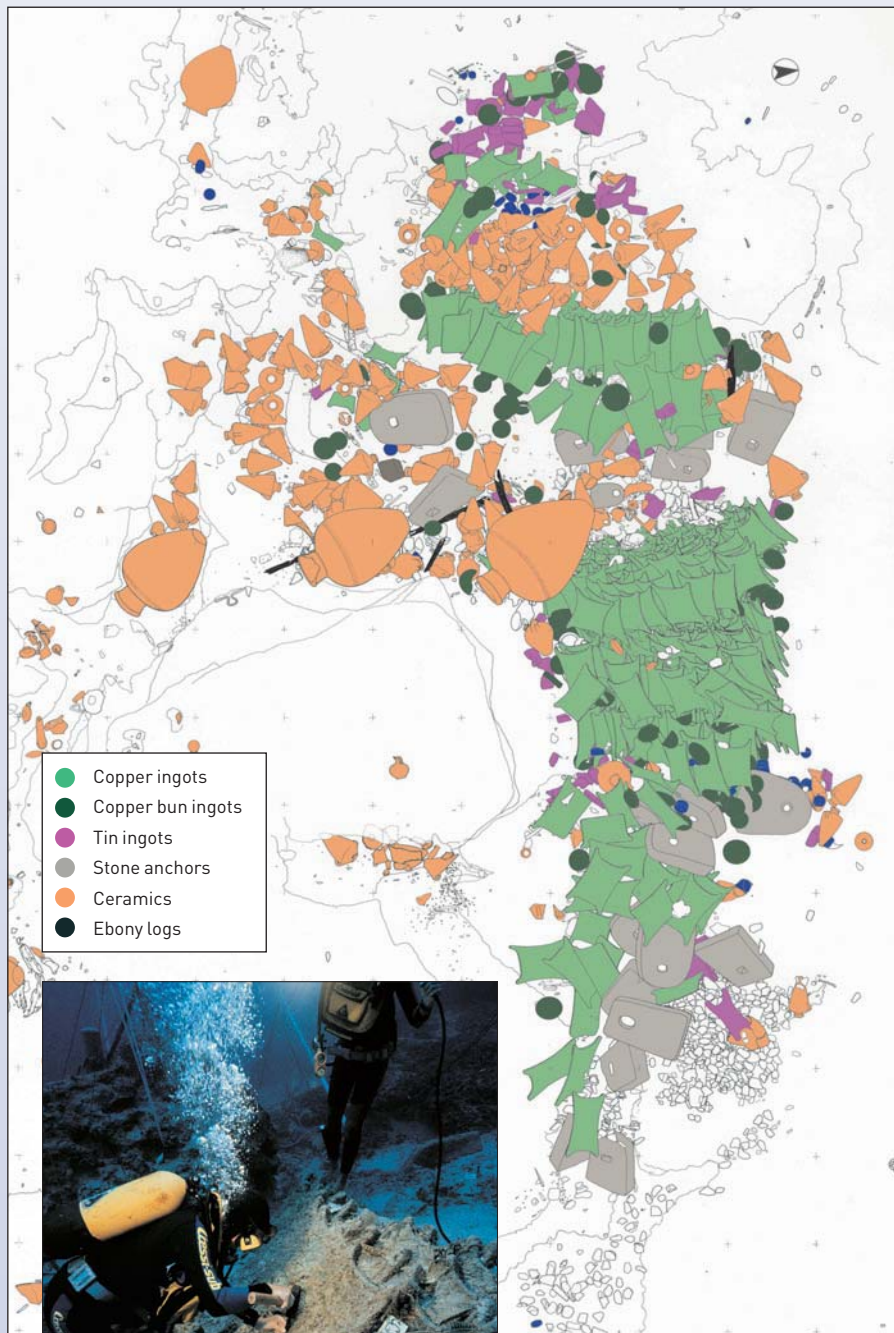 Copper ingots
Copper bun ingots
Tin ingots
Stone anchors
Ceramics
Ebony logs